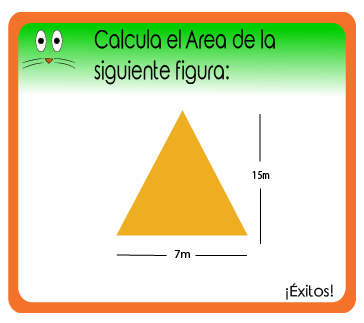 Calcula el Area de la
siguiente figura:
15m
7m
¡Éxitos!